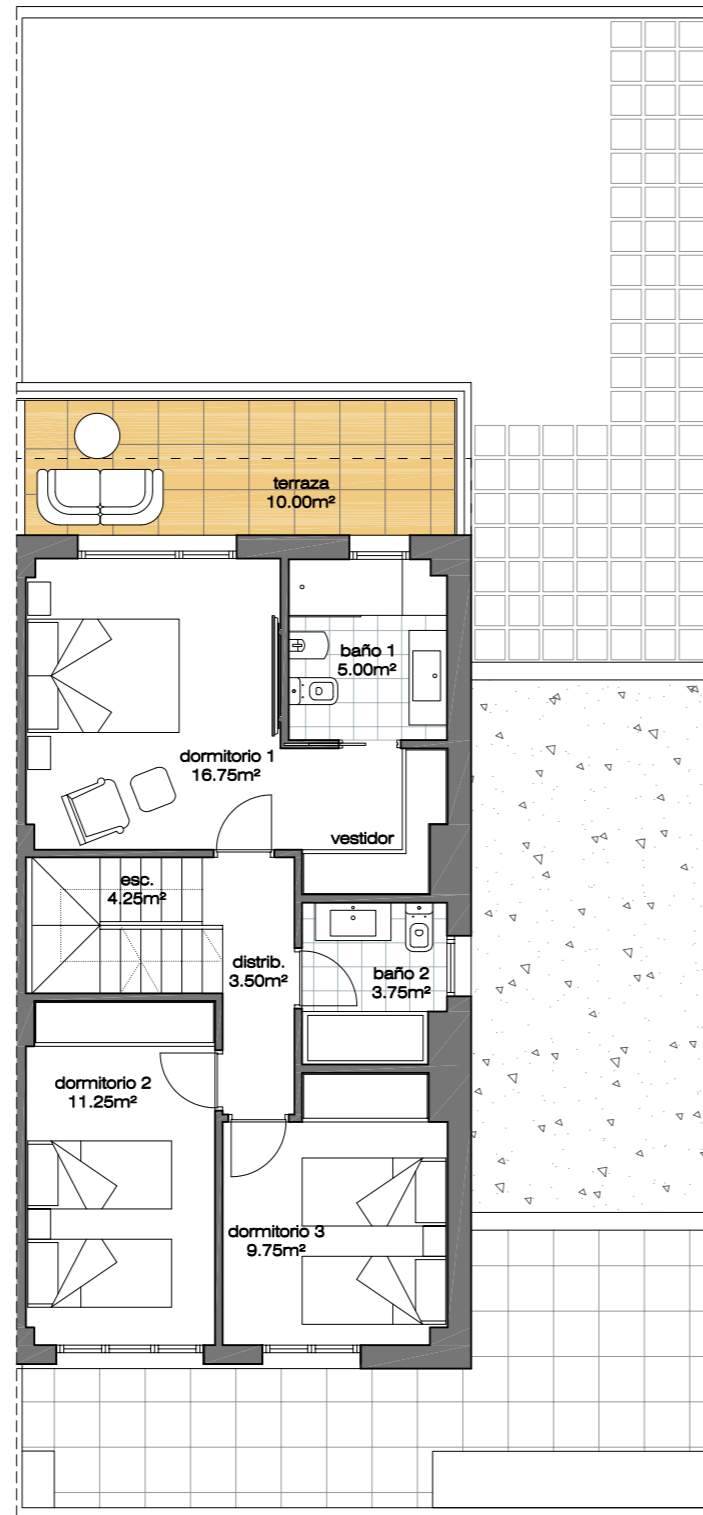 terraza
10.00m²
baño 1
5.00m²
dormitorio 1
16.75m²
vestidor
esc.
4.25m²
distrib.
3.50m²
baño 2
3.75m²
dormitorio 2
11.25m²
dormitorio 3
9.75m²